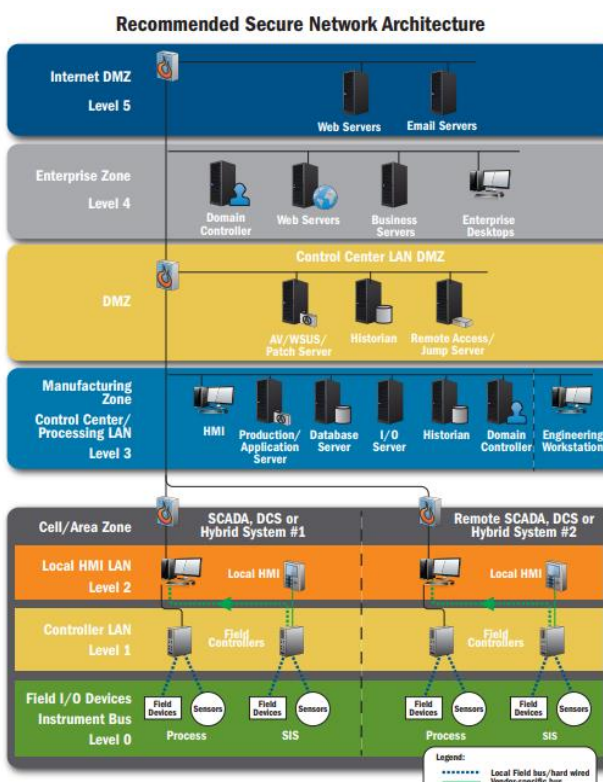 Recommended Secure Network Architecture
Internet DMZ
Level 5
Web Servers
Email Servers
Enterprise Zone
Level 4
Domain
Controller
Web Servers
Business
Servers
Enterprise
Desktops
Control Center LAN DMZ
DMZ
AV/WSUS/
Patch Server
Historian
Remote Access/
Jump Server
Manufacturing
Zone
Control Center/
Processing LAN
Level 3
HMI
Production/
Application
Server
Database
Server
I/O
Server
Historian
Domain
Controller
Engineering
Workstation
Cell/Area Zone
SCADA, DCS or
Hybrid System #1
Remote SCADA, DCS or
Hybrid System #2
Local HMI LAN
Level 2
Local HMI
Local HMI
Controller LAN
Level 1
Field
Controllers
Field
Controllers
Field I/O Devices
Instrument Bus
Level 0
Field
Devices
Sensors
Field
Devices
Sensors
Field
Devices
Sensors
Field
Devices
Sensors
Process
SIS
Process
SIS
Legend:
Local Field bus/hard wired
Vendor-specific bus